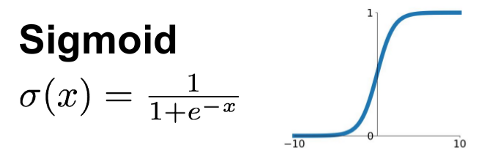 Sigmoid
σ(x) = 1/(1+e^{-x})
1
0
−10
10